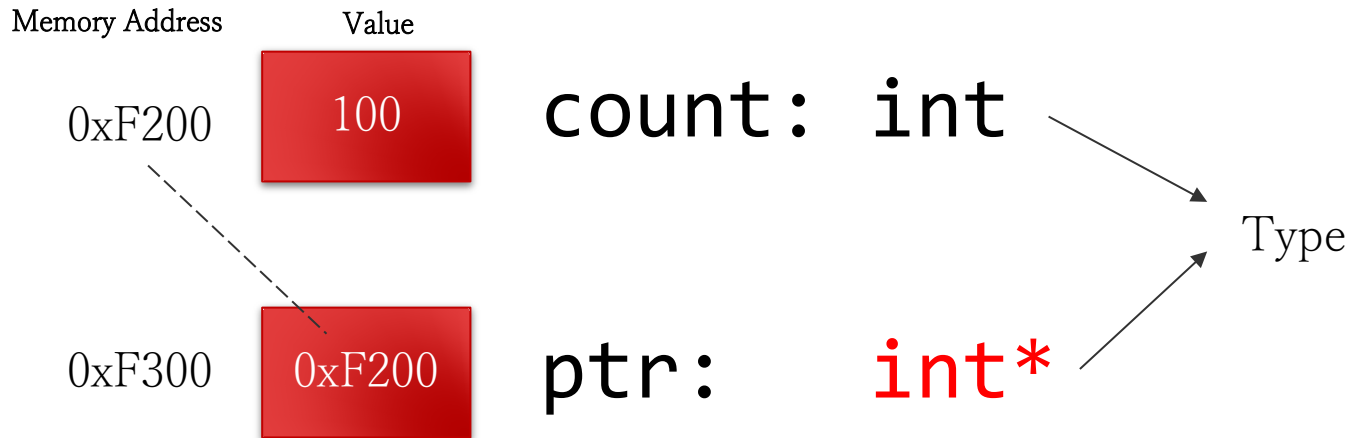 Memory Address Value
0xF200 100 count: int
Type
0xF300 0xF200 ptr: int*